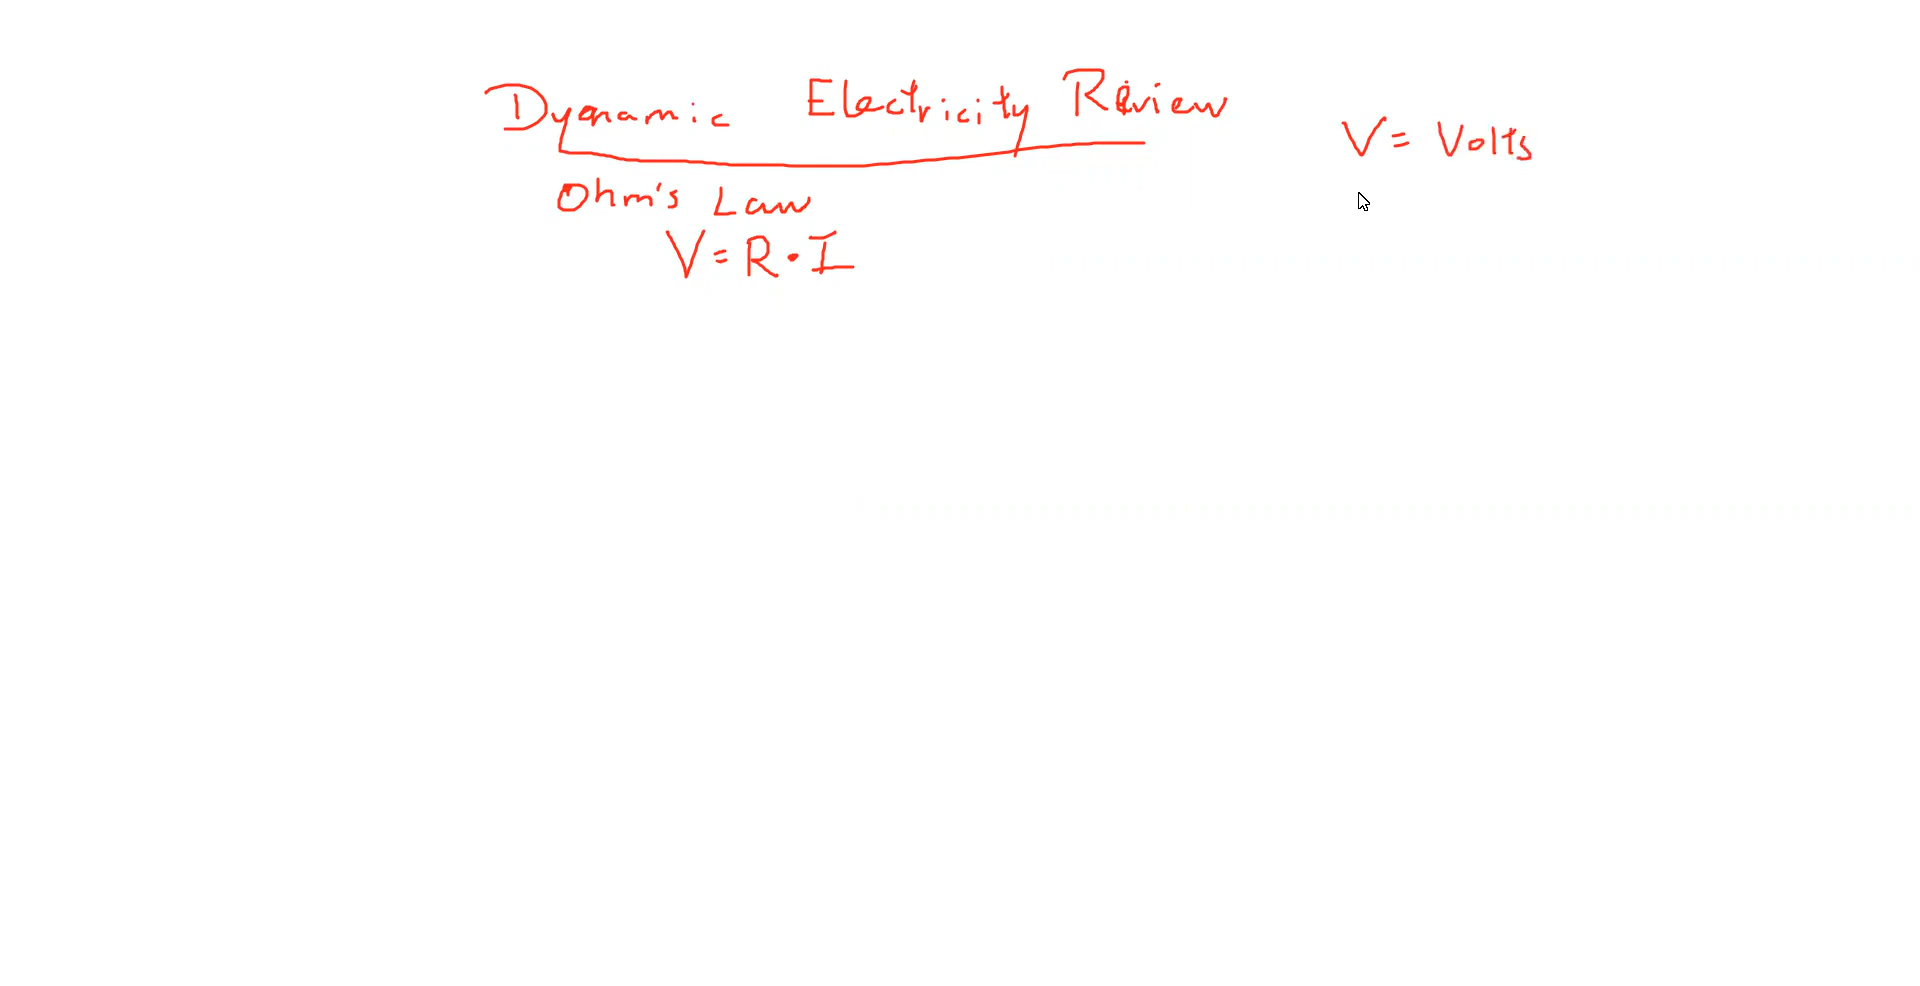 Dynamic Electricity Review
V = Volts
Ohm's Law
V = R • I